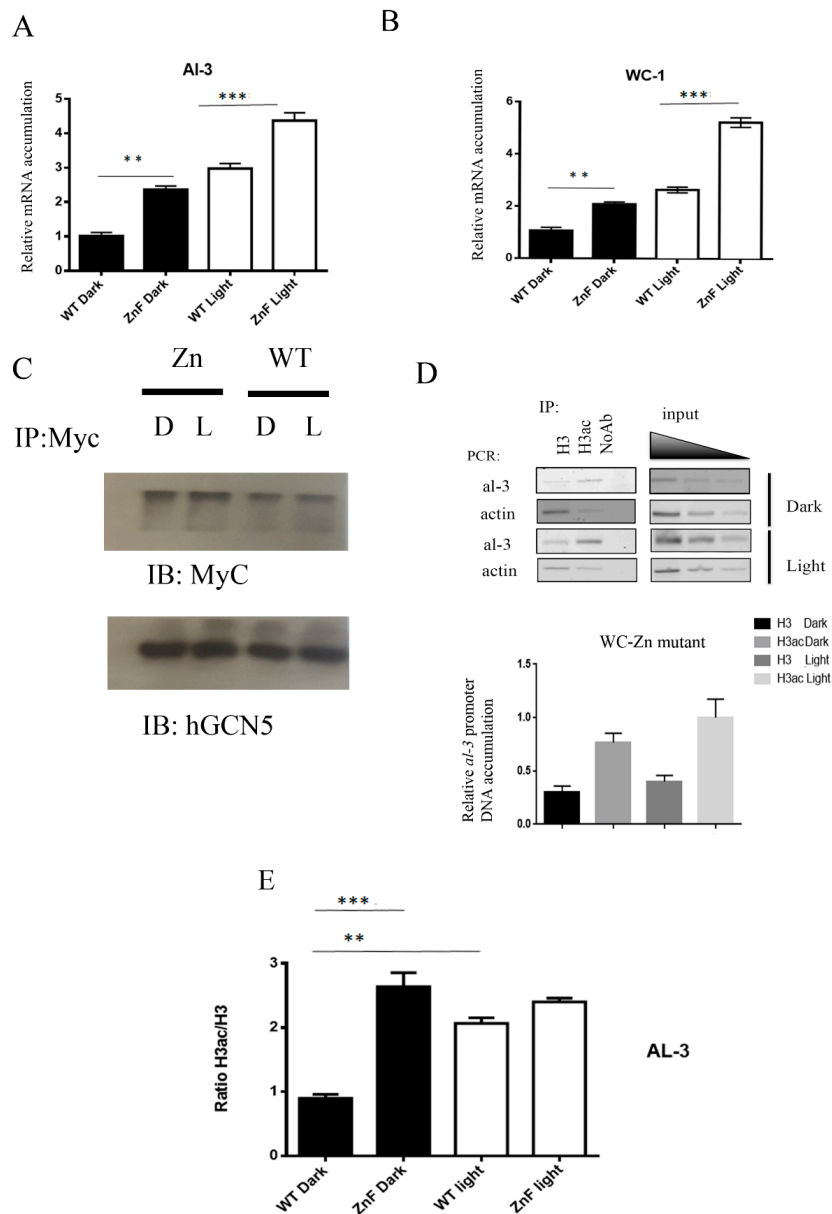 A
Al-3
Relative mRNA accumulation
5
4
3
2
1
0
**
***
WT Dark
ZnF Dark
WT Light
ZnF Light
B
WC-1
Relative mRNA accumulation
6
4
2
0
**
***
WT Dark
ZnF Dark
WT Light
ZnF Light
C
Zn WT
IP:Myc D L D L
IB: MyC
IB: hGCN5
D
IP:
H3
H3ac
NoAb
input
PCR:
al-3
actin
Dark
al-3
actin
Light
H3 Dark
H3acDark
H3 Light
H3ac Light
WC-Zn mutant
Relative al-3 promoter
DNA accumulation
1.5
1.0
0.5
0.0
E
***
**
Ratio H3ac/H3
3
2
1
0
WT Dark
ZnF Dark
WT light
ZnF light
AL-3